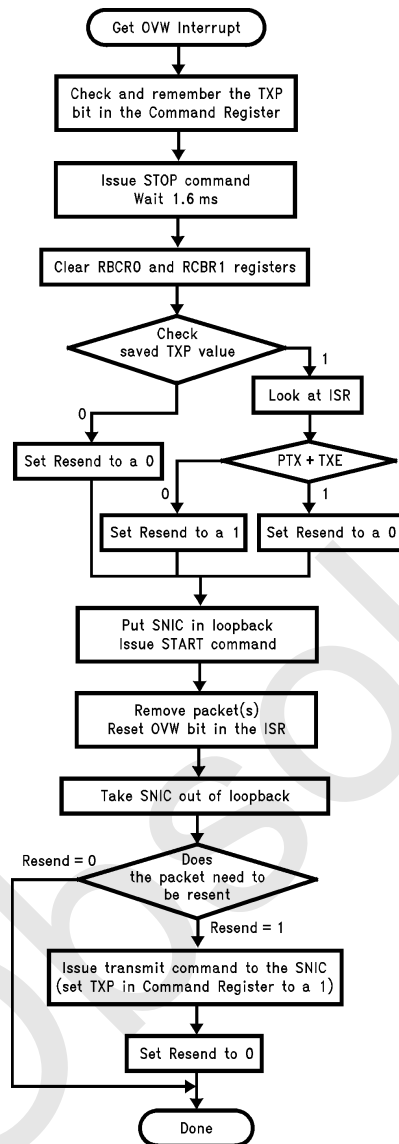 Get OVW Interrupt
Check and remember the TXP
bit in the Command Register
Issue STOP command
Wait 1.6 ms
Clear RBCR0 and RCBR1 registers
Check
saved TXP value
1
Look at ISR
0
Set Resend to a 0
PTX + TXE
0
1
Set Resend to a 1
Set Resend to a 0
Put SNIC in loopback
Issue START command
Remove packet(s)
Reset OVW bit in the ISR
Take SNIC out of loopback
Resend = 0
Does
the packet need to
be resent
Resend = 1
Issue transmit command to the SNIC
(set TXP in Command Register to a 1)
Set Resend to 0
Done